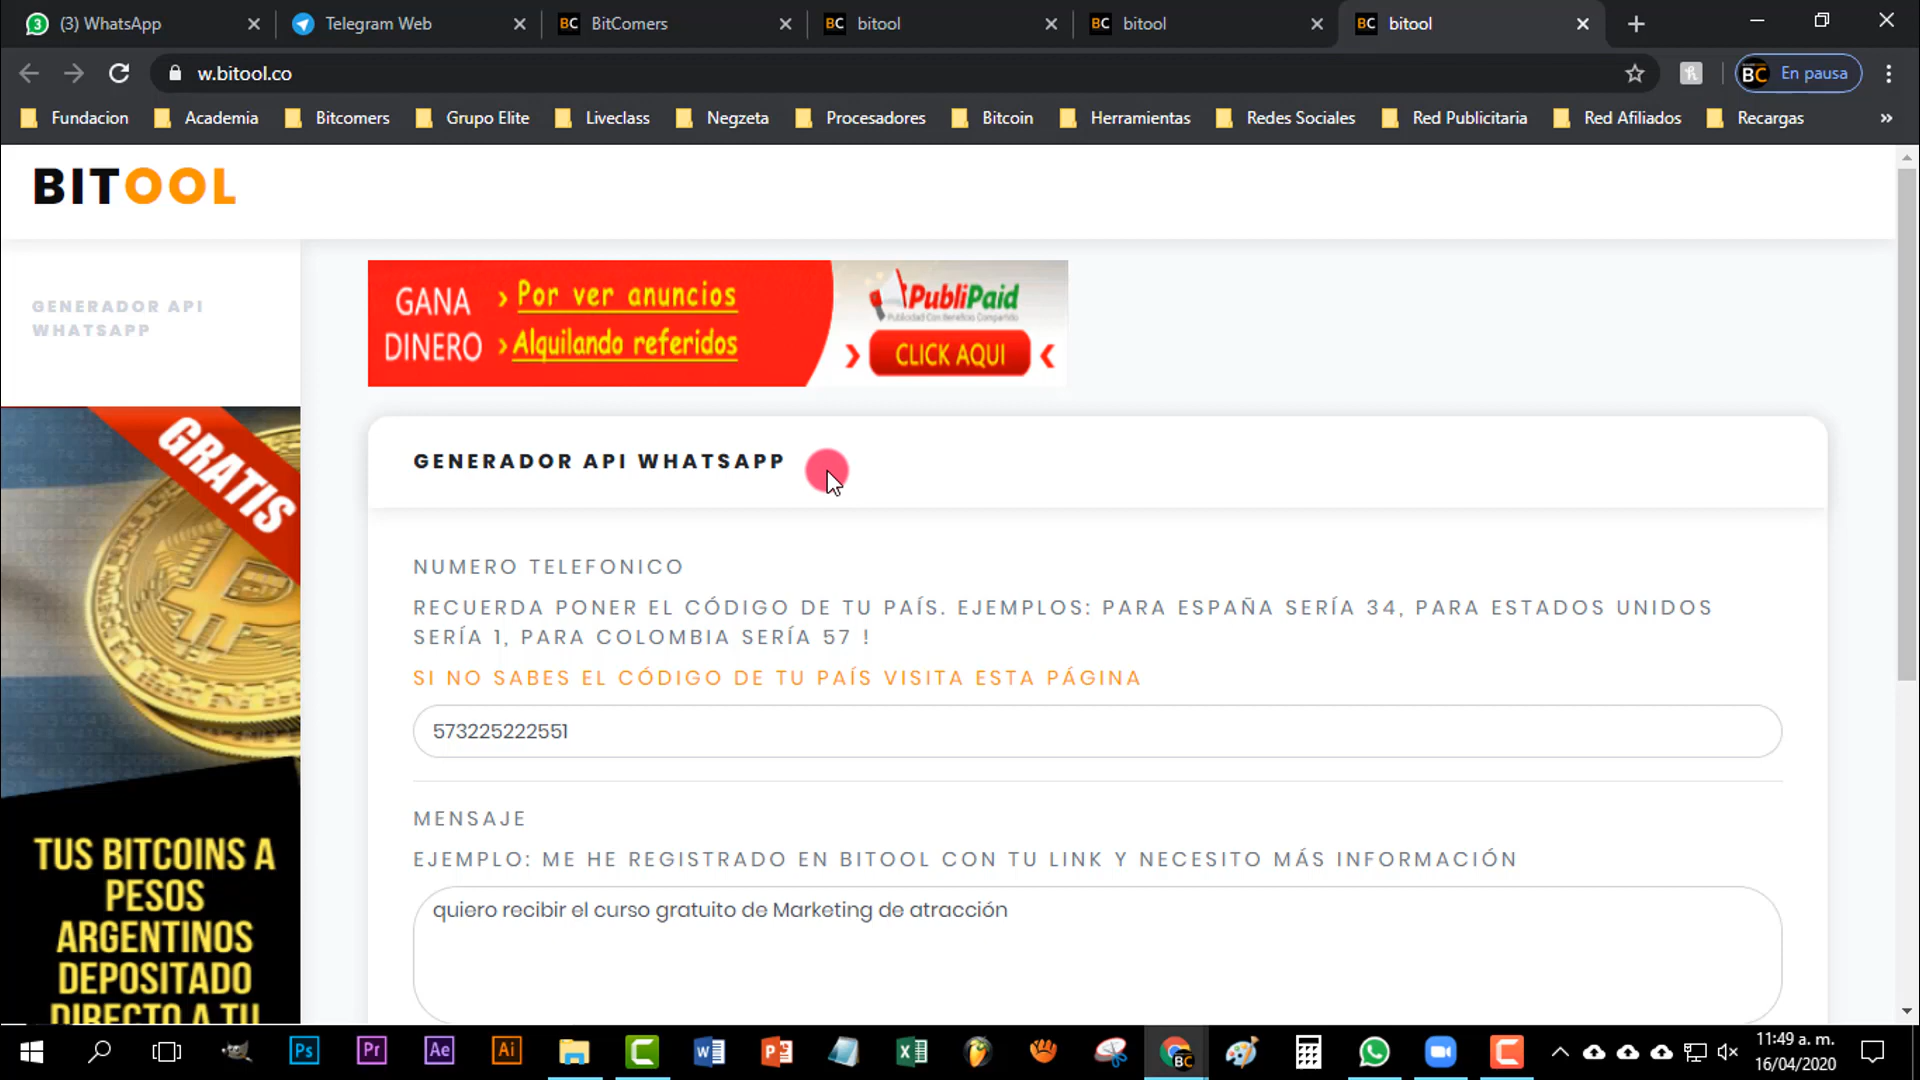 (3) WhatsApp
Telegram Web
BitComers
bitool
bitool
bitool
w.bitool.co
En pausa
Fundacion
Academia
Bitcomers
Grupo Elite
Liveclass
Negzeta
Procesadores
Bitcoin
Herramientas
Redes Sociales
Red Publicitaria
Red Afiliados
Recargas
BITOOL
GENERADOR API
WHATSAPP
GANA
DINERO
› Por ver anuncios
› Alquilando referidos
PubliPaid
Publicidad Con Beneficio Compartido
CLICK AQUI
GRATIS
TUS BITCOINS A
PESOS
ARGENTINOS
DEPOSITADO
DIRECTO A TU
GENERADOR API WHATSAPP
NUMERO TELEFONICO
RECUERDA PONER EL CÓDIGO DE TU PAÍS. EJEMPLOS: PARA ESPAÑA SERÍA 34, PARA ESTADOS UNIDOS
SERÍA 1, PARA COLOMBIA SERÍA 57 !
SI NO SABES EL CÓDIGO DE TU PAÍS VISITA ESTA PÁGINA
573225222551
MENSAJE
EJEMPLO: ME HE REGISTRADO EN BITOOL CON TU LINK Y NECESITO MÁS INFORMACIÓN
quiero recibir el curso gratuito de Marketing de atracción
11:49 a. m.
16/04/2020